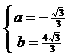 a = -√3/3
b = 4√3/3